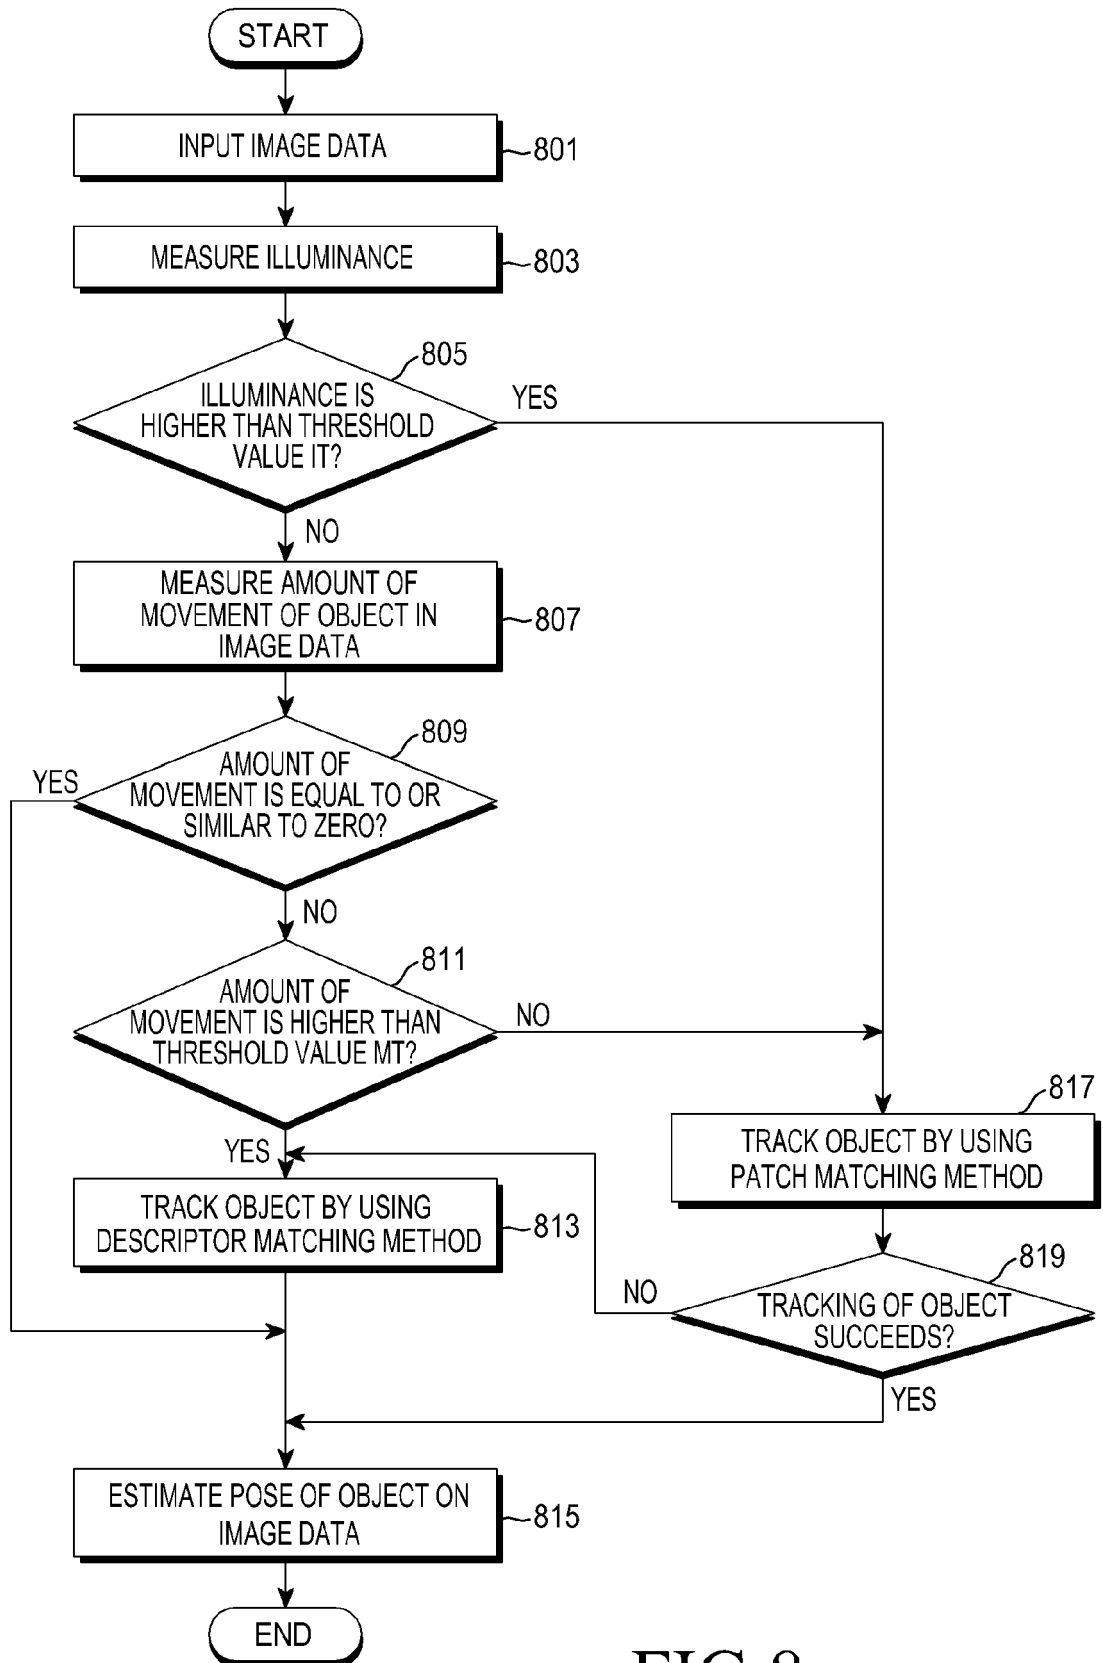 START
INPUT IMAGE DATA
801
MEASURE ILLUMINANCE
803
805
ILLUMINANCE IS
HIGHER THAN THRESHOLD
VALUE IT?
YES
NO
MEASURE AMOUNT OF
MOVEMENT OF OBJECT IN
IMAGE DATA
807
809
YES
AMOUNT OF
MOVEMENT IS EQUAL TO OR
SIMILAR TO ZERO?
NO
811
AMOUNT OF
MOVEMENT IS HIGHER THAN
THRESHOLD VALUE MT?
NO
YES
817
TRACK OBJECT BY USING
PATCH MATCHING METHOD
TRACK OBJECT BY USING
DESCRIPTOR MATCHING METHOD
813
819
NO
TRACKING OF OBJECT
SUCCEEDS?
YES
ESTIMATE POSE OF OBJECT ON
IMAGE DATA
815
END
FIG.8